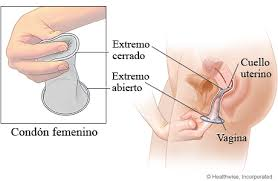 Extremo
cerrado
Extremo
abierto
Condón femenino
Cuello
uterino
Vagina
© Healthwise, Incorporated